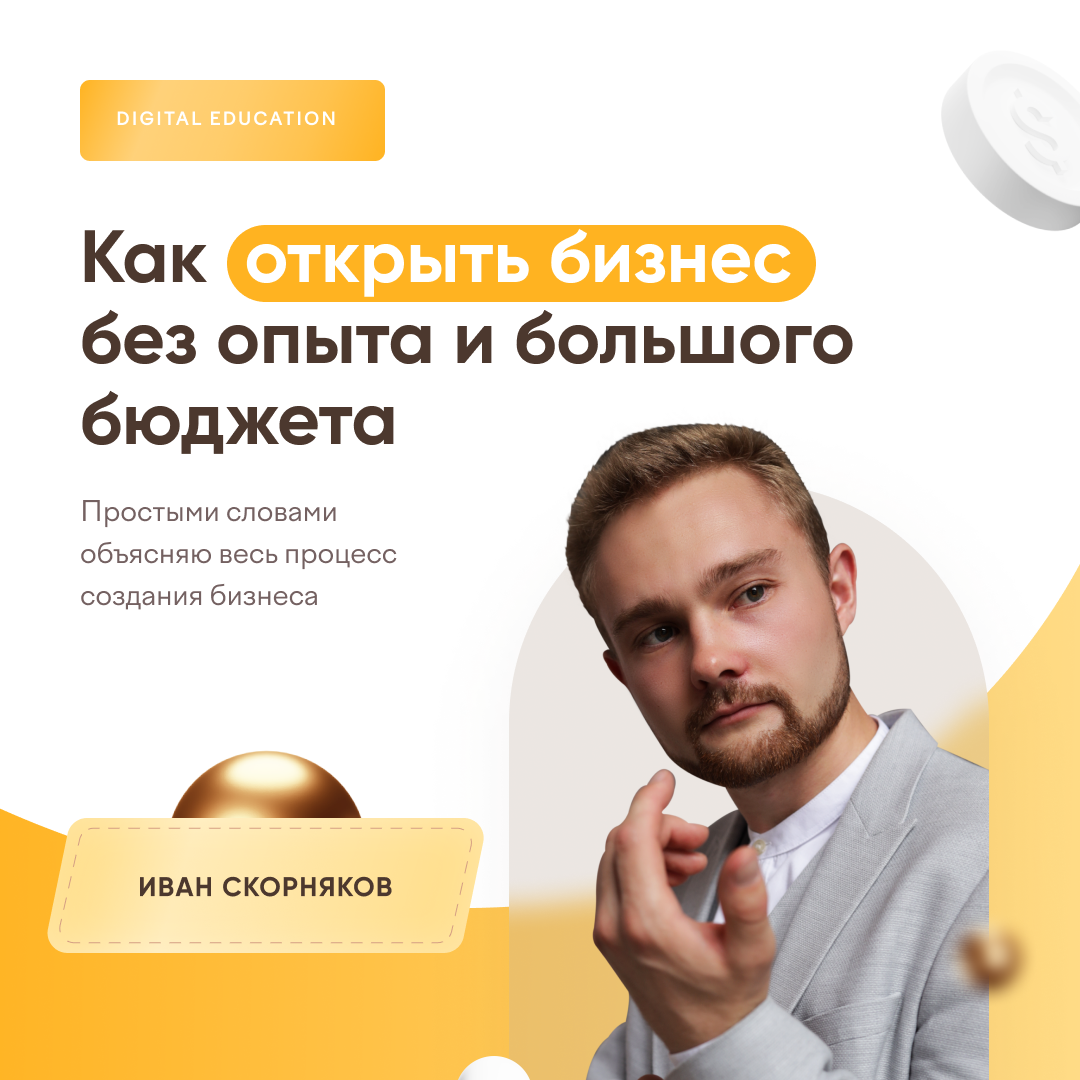 DIGITAL EDUCATION
Как открыть бизнес
без опыта и большого
бюджета
Простыми словами
объясняю весь процесс
создания бизнеса
ИВАН СКОРНЯКОВ